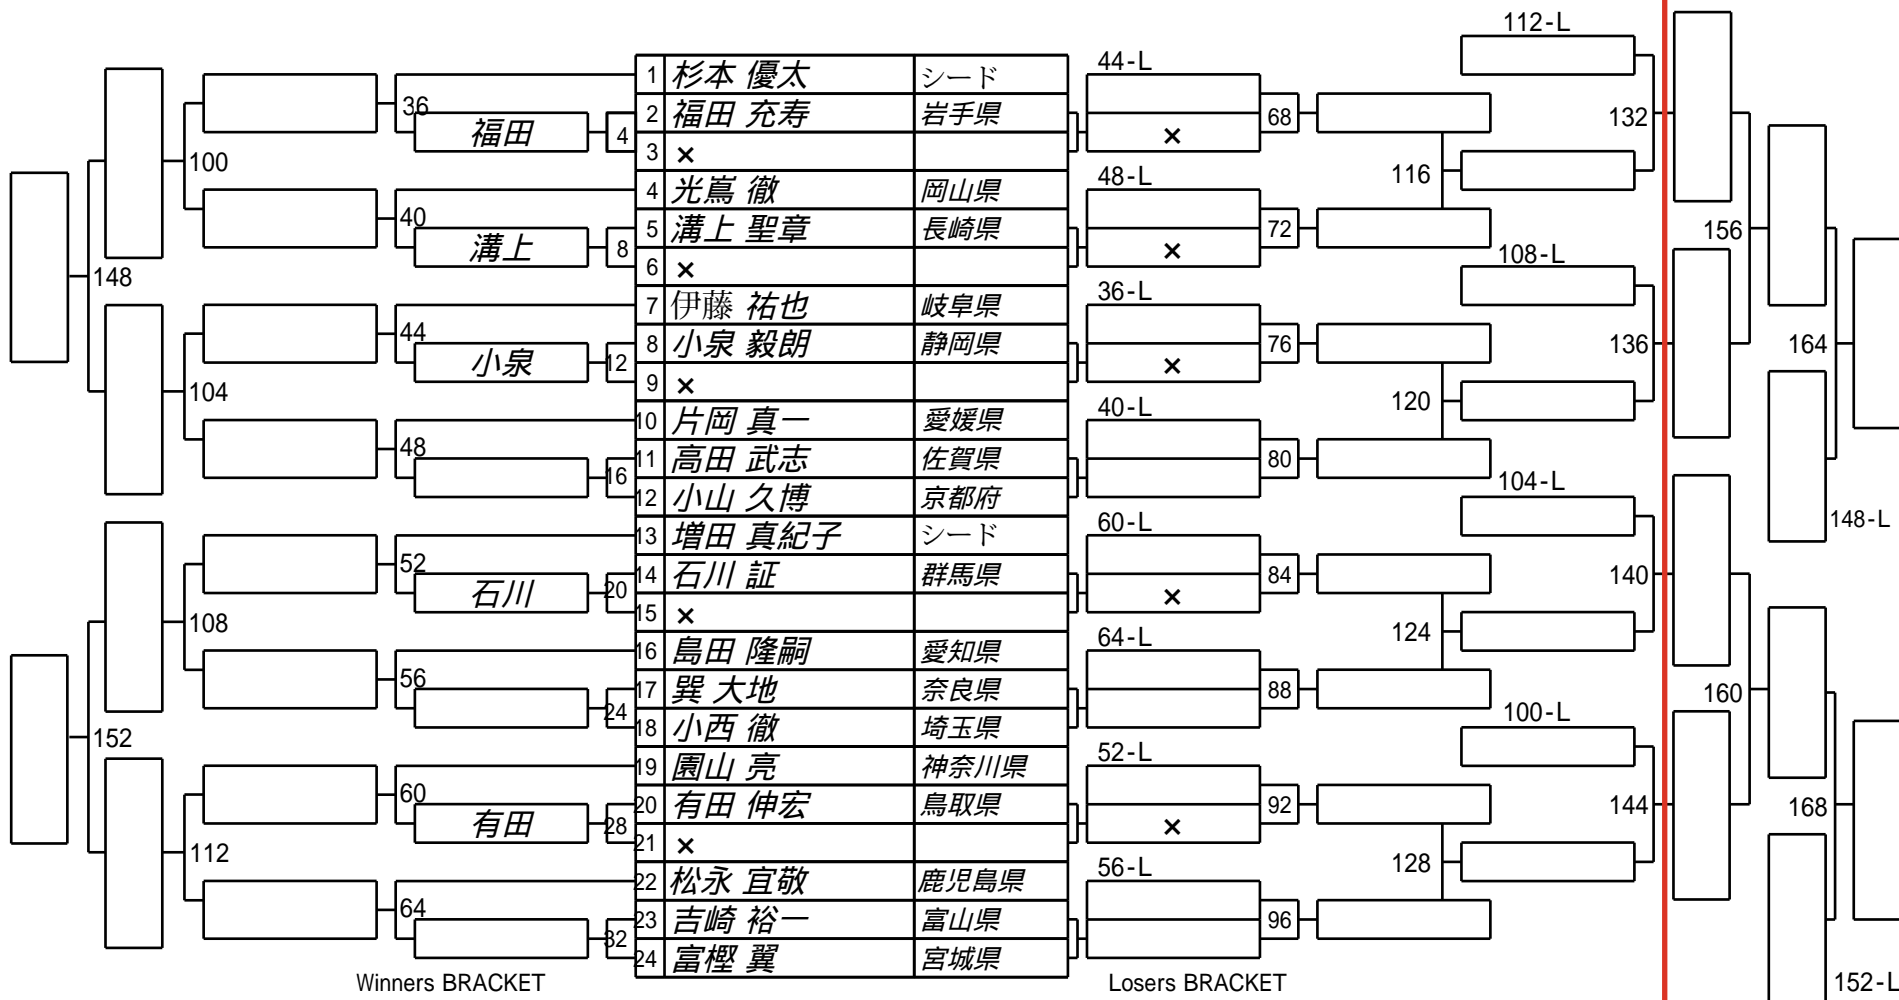 112-L
44-L
1 杉本 優太 シード
36
2 福田 充寿 岩手県
68
132
福田
4
×
3 ×
100
116
48-L
4 光嶌 徹 岡山県
40
5 溝上 聖章 長崎県
72
156
溝上
8
×
108-L
6 ×
148
36-L
7 伊藤 祐也 岐阜県
44
8 小泉 毅朗 静岡県
76
136
164
小泉
12
×
9 ×
104
120
40-L
10 片岡 真一 愛媛県
48
11 高田 武志 佐賀県
80
16
104-L
12 小山 久博 京都府
60-L
148-L
13 増田 真紀子 シード
52
14 石川 証 群馬県
84
140
石川
20
×
15 ×
108
124
64-L
16 島田 隆嗣 愛知県
56
17 巽 大地 奈良県
88
160
24
100-L
18 小西 徹 埼玉県
152
52-L
19 園山 亮 神奈川県
60
20 有田 伸宏 鳥取県
92
144
168
有田
28
×
21 ×
112
128
56-L
22 松永 宜敬 鹿児島県
64
23 吉崎 裕一 富山県
96
32
24 富樫 翼 宮城県
Winners BRACKET
Losers BRACKET
152-L